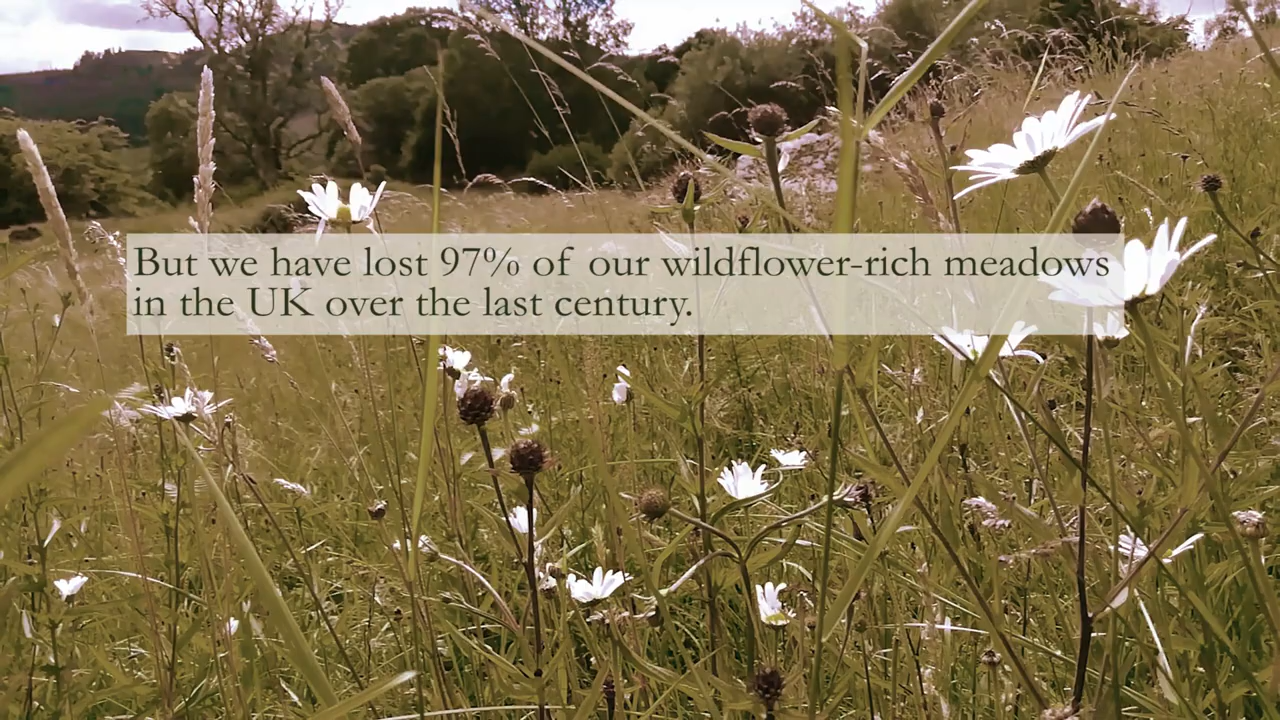 But we have lost 97% of our wildflower-rich meadows
in the UK over the last century.